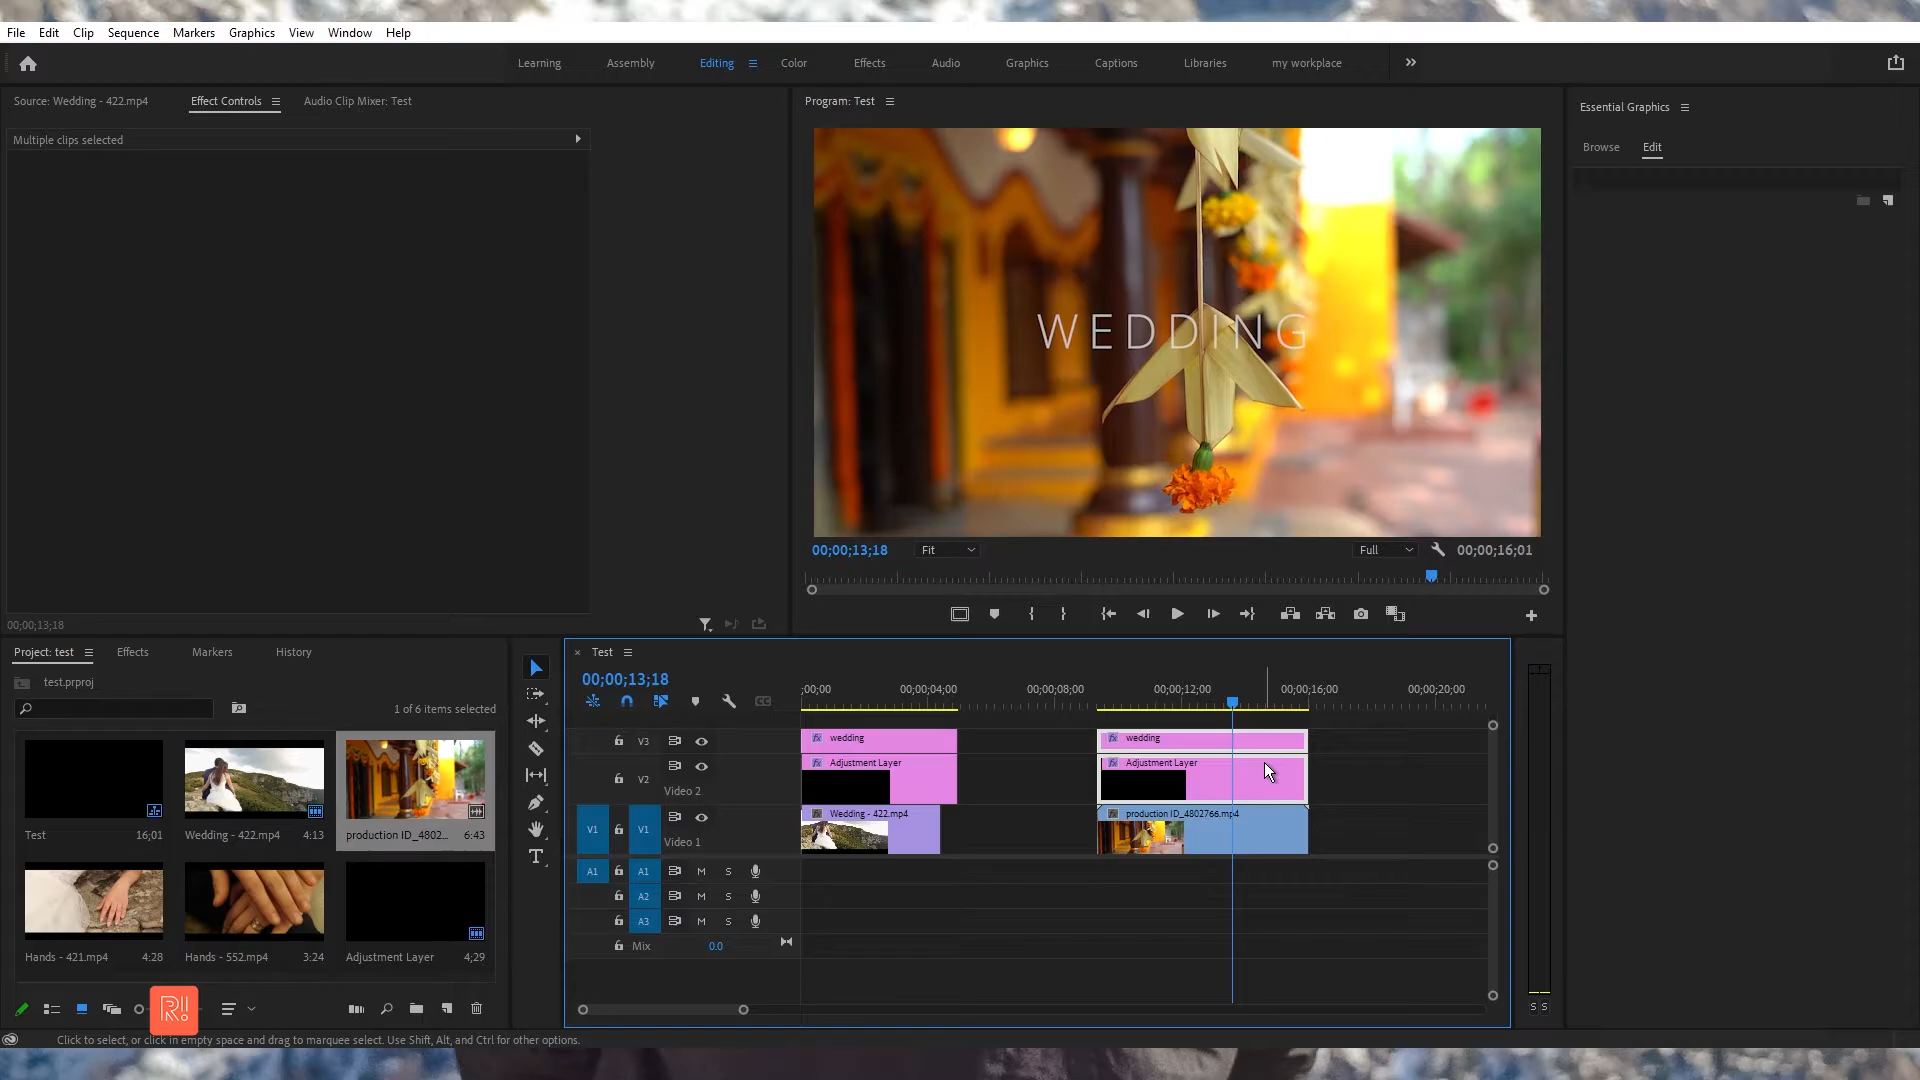 File Edit Clip Sequence Markers Graphics View Window Help
Learning Assembly Editing Color Effects Audio Graphics Captions Libraries my workplace
Source: Wedding - 422.mp4 Effect Controls Audio Clip Mixer: Test
Program: Test
Essential Graphics
Multiple clips selected
Browse Edit
WEDDING
00;00;13;18 Fit Full 00;00;16;01
00;00;13;18
Project: test Effects Markers History
test.prproj
1 of 6 items selected
Test 16;01
Wedding - 422.mp4 4:13
production ID_4802... 6:43
Hands - 421.mp4 4:28
Hands - 552.mp4 3:24
Adjustment Layer 4;29
R!
Test
00;00;13;18
;00;00 00;00;04;00 00;00;08;00 00;00;12;00 00;00;16;00 00;00;20;00
V3 fx wedding fx wedding
V2 Video 2 fx Adjustment Layer fx Adjustment Layer
V1 V1 Video 1 fx Wedding - 422.mp4 fx production ID_4802766.mp4
A1 A1 M S
A2 M S
A3 M S
Mix 0.0
S S
Click to select, or click in empty space and drag to marquee select. Use Shift, Alt, and Ctrl for other options.